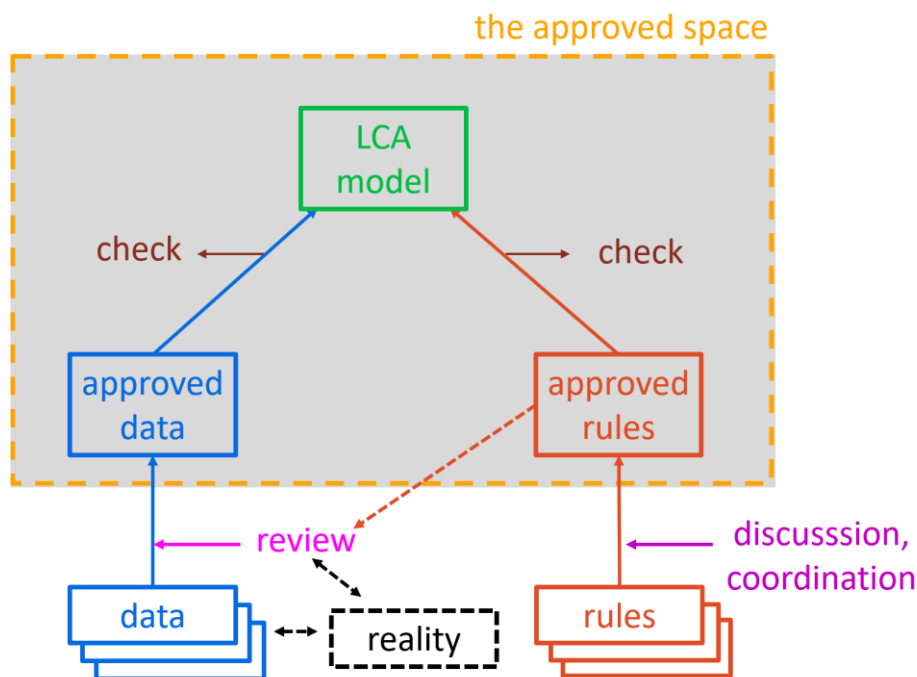 the approved space
LCA
model
check
check
approved
data
approved
rules
review
discusssion,
coordination
data
reality
rules